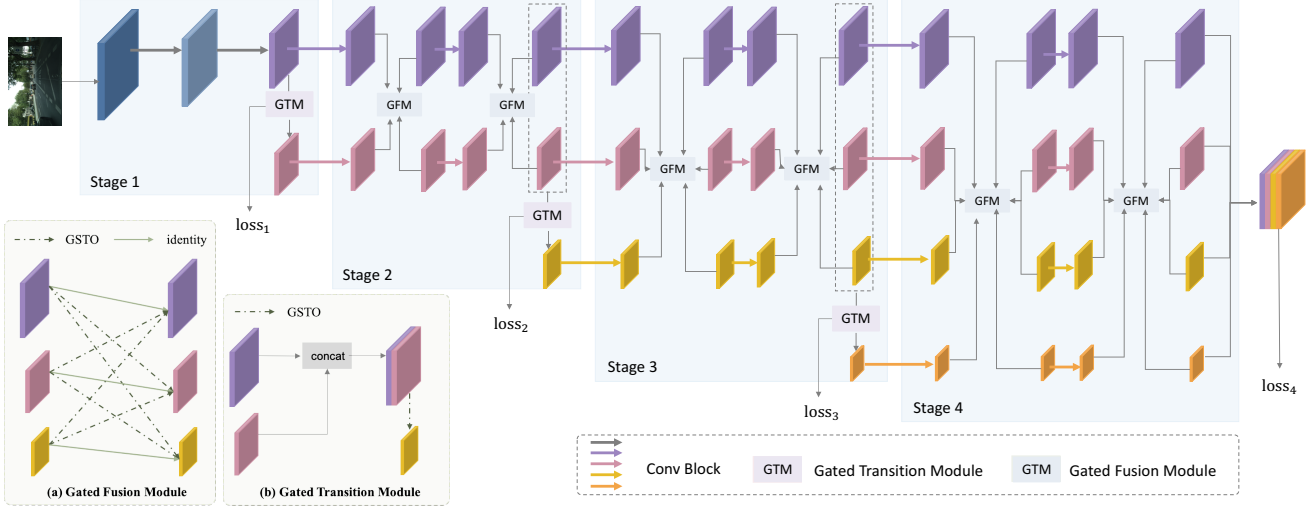 GTM
GFM
GFM
GFM
GFM
GFM
GFM
Stage 1
loss1
GTM
loss2
Stage 2
GTM
loss3
Stage 3
Stage 4
loss4
GSTO
identity
(a) Gated Fusion Module
GSTO
concat
(b) Gated Transition Module
Conv Block
GTM
Gated Transition Module
GTM
Gated Fusion Module